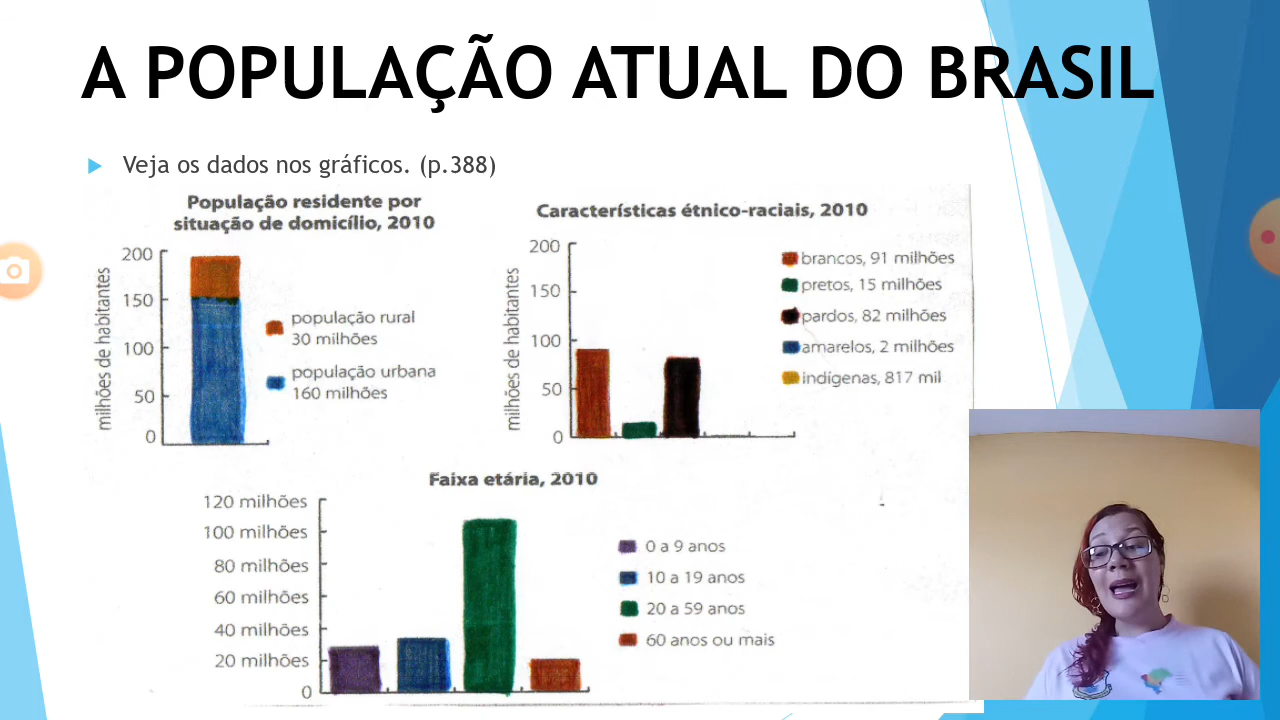 A POPULAÇÃO ATUAL DO BRASIL
Veja os dados nos gráficos. (p.388)
População residente por
situação de domicílio, 2010
milhões de habitantes
200
150
100
50
0
população rural
30 milhões
população urbana
160 milhões
Características étnico-raciais, 2010
milhões de habitantes
200
150
100
50
0
brancos, 91 milhões
pretos, 15 milhões
pardos, 82 milhões
amarelos, 2 milhões
indígenas, 817 mil
Faixa etária, 2010
120 milhões
100 milhões
80 milhões
60 milhões
40 milhões
20 milhões
0
0 a 9 anos
10 a 19 anos
20 a 59 anos
60 anos ou mais